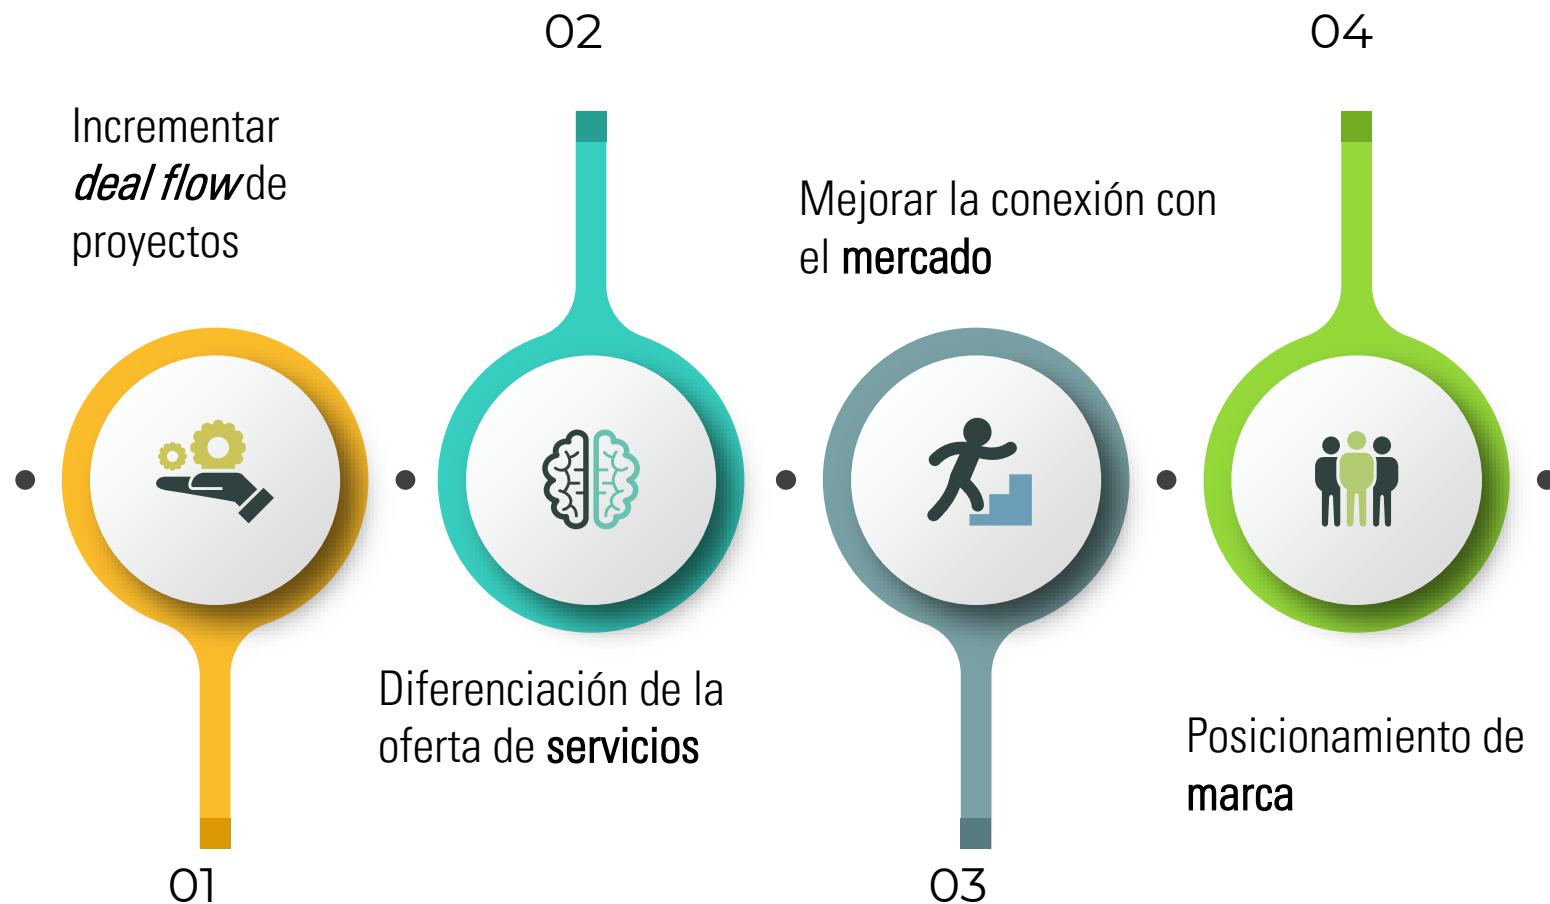 01
Incrementar
deal flow de
proyectos
02
Diferenciación de la
oferta de servicios
03
Mejorar la conexión con
el mercado
04
Posicionamiento de
marca